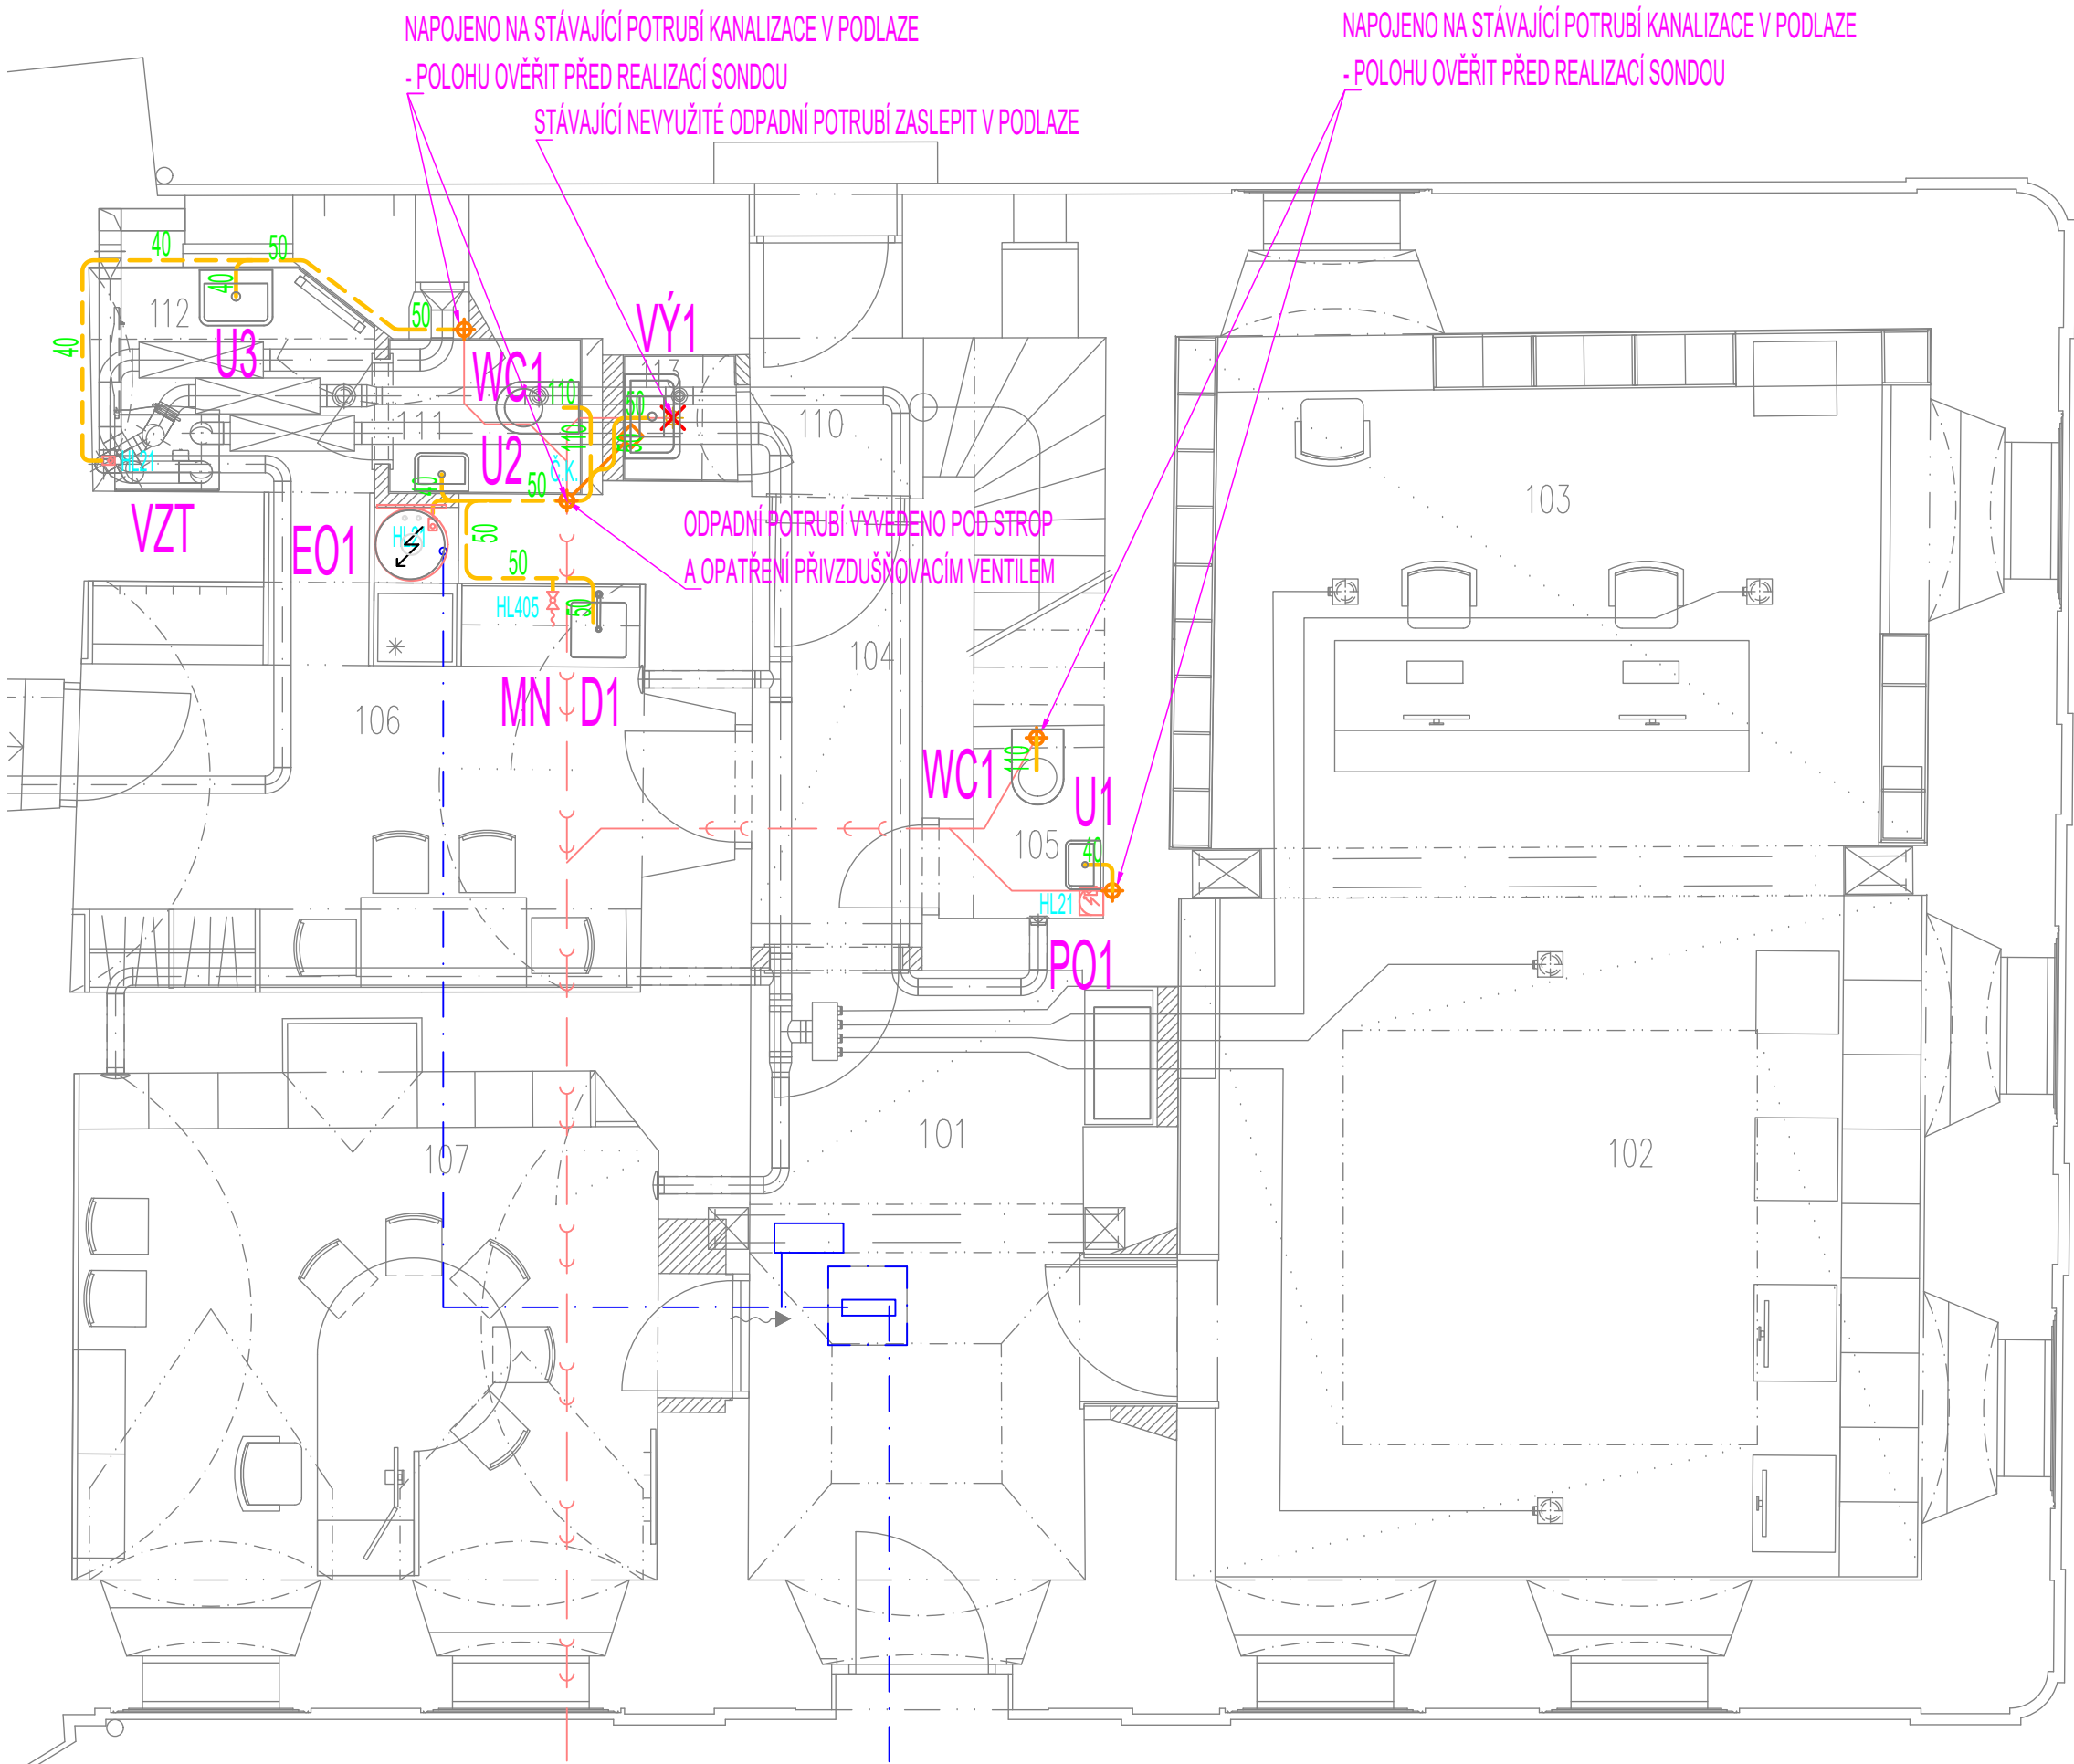 NAPOJENO NA STÁVAJÍCÍ POTRUBÍ KANALIZACE V PODLAZE
- POLOHU OVĚŘIT PŘED REALIZACÍ SONDOU
STÁVAJÍCÍ NEVYUŽITÉ ODPADNÍ POTRUBÍ ZASLEPIT V PODLAZE
NAPOJENO NA STÁVAJÍCÍ POTRUBÍ KANALIZACE V PODLAZE
- POLOHU OVĚŘIT PŘED REALIZACÍ SONDOU
40
50
40
112
50
VÝ1
U3
40
WC1
113
110
50
111
110
110
U2
HL21
Č.K.
40
50
103
VZT
EO1
50
ODPADNÍ POTRUBÍ VYVEDENO POD STROP
A OPATŘENÍ PŘIVZDUŠŇOVACÍM VENTILEM
50
HL405
50
104
MN
D1
106
WC1
110
U1
105
40
HL21
PO1
101
102
107